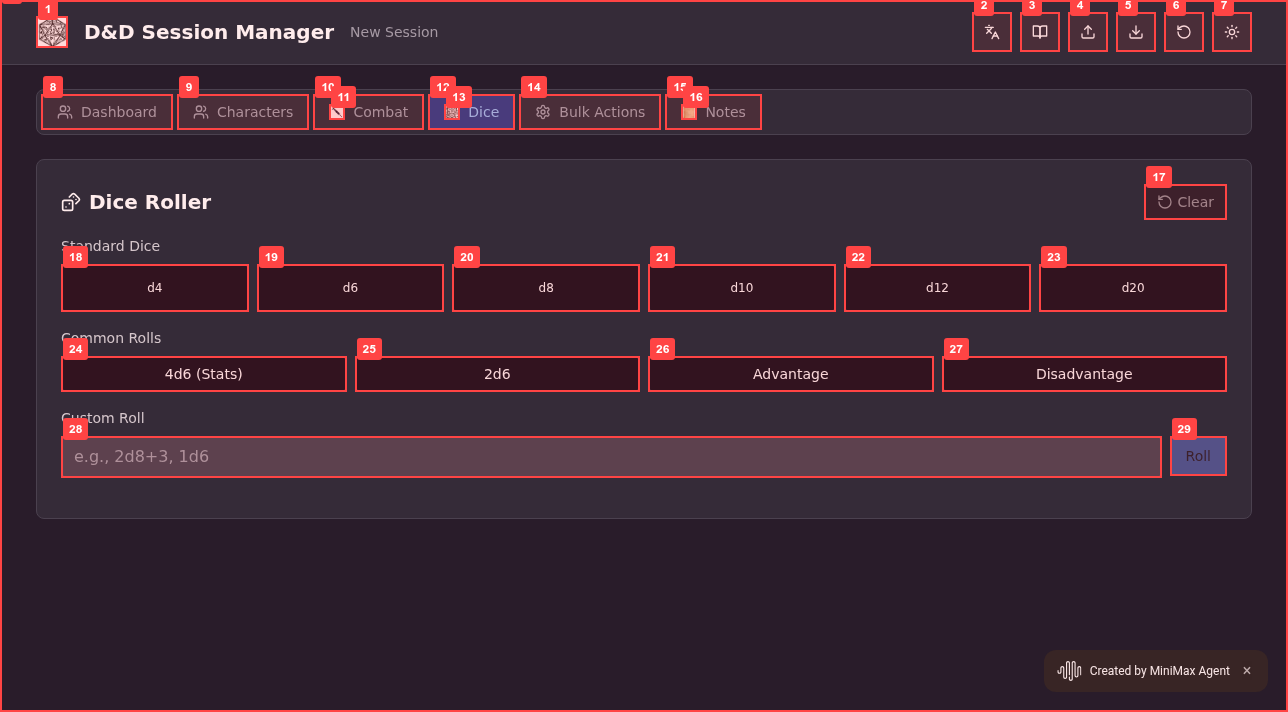 1
2
3
4
5
6
7
D&D Session Manager New Session
8
9
10
11
12
13
14
15
16
Dashboard
Characters
Combat
Dice
Bulk Actions
Notes
Dice Roller
17
Clear
Standard Dice
18
19
20
21
22
23
d4
d6
d8
d10
d12
d20
Common Rolls
24
25
26
27
4d6 (Stats)
2d6
Advantage
Disadvantage
Custom Roll
28
29
e.g., 2d8+3, 1d6
Roll
Created by MiniMax Agent ×